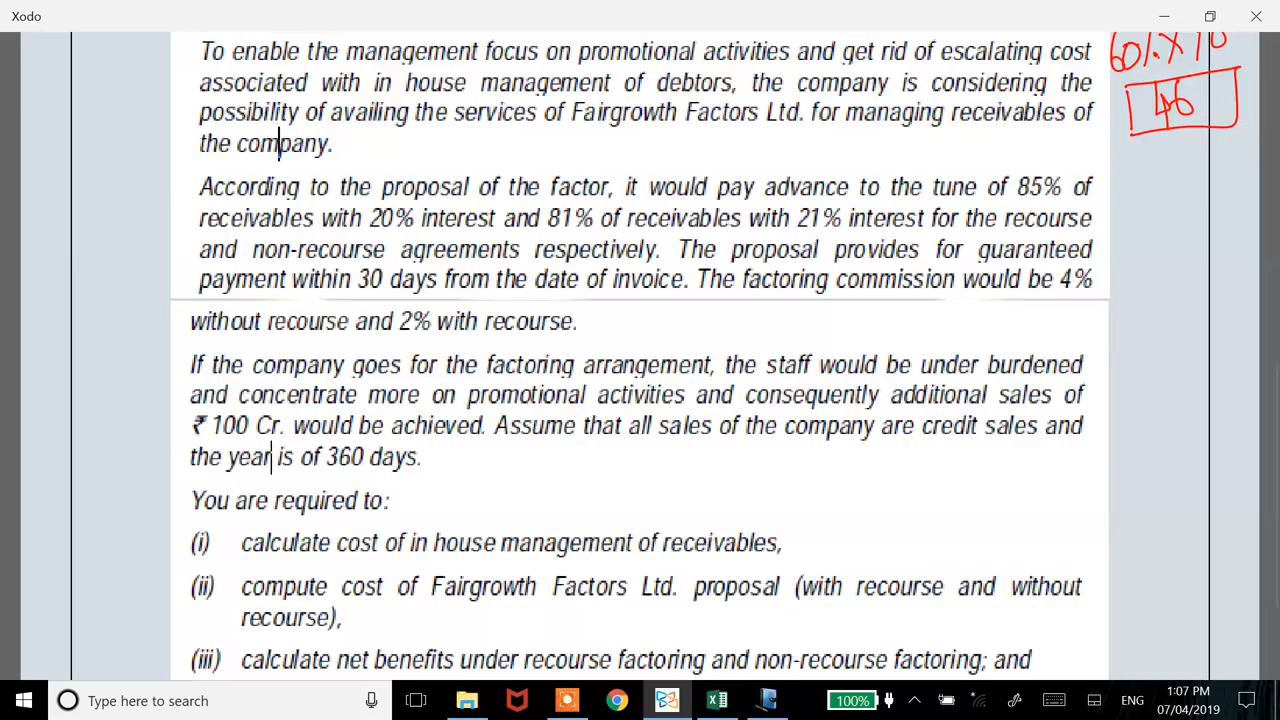 Xodo
60% X 70
46
To enable the management focus on promotional activities and get rid of escalating cost
associated with in house management of debtors, the company is considering the
possibility of availing the services of Fairgrowth Factors Ltd. for managing receivables of
the company.
According to the proposal of the factor, it would pay advance to the tune of 85% of
receivables with 20% interest and 81% of receivables with 21% interest for the recourse
and non-recourse agreements respectively. The proposal provides for guaranteed
payment within 30 days from the date of invoice. The factoring commission would be 4%
without recourse and 2% with recourse.
If the company goes for the factoring arrangement, the staff would be under burdened
and concentrate more on promotional activities and consequently additional sales of
₹ 100 Cr. would be achieved. Assume that all sales of the company are credit sales and
the year is of 360 days.
You are required to:
(i) calculate cost of in house management of receivables,
(ii) compute cost of Fairgrowth Factors Ltd. proposal (with recourse and without
recourse),
(iii) calculate net benefits under recourse factoring and non-recourse factoring; and
Type here to search
100%
ENG
1:07 PM
07/04/2019